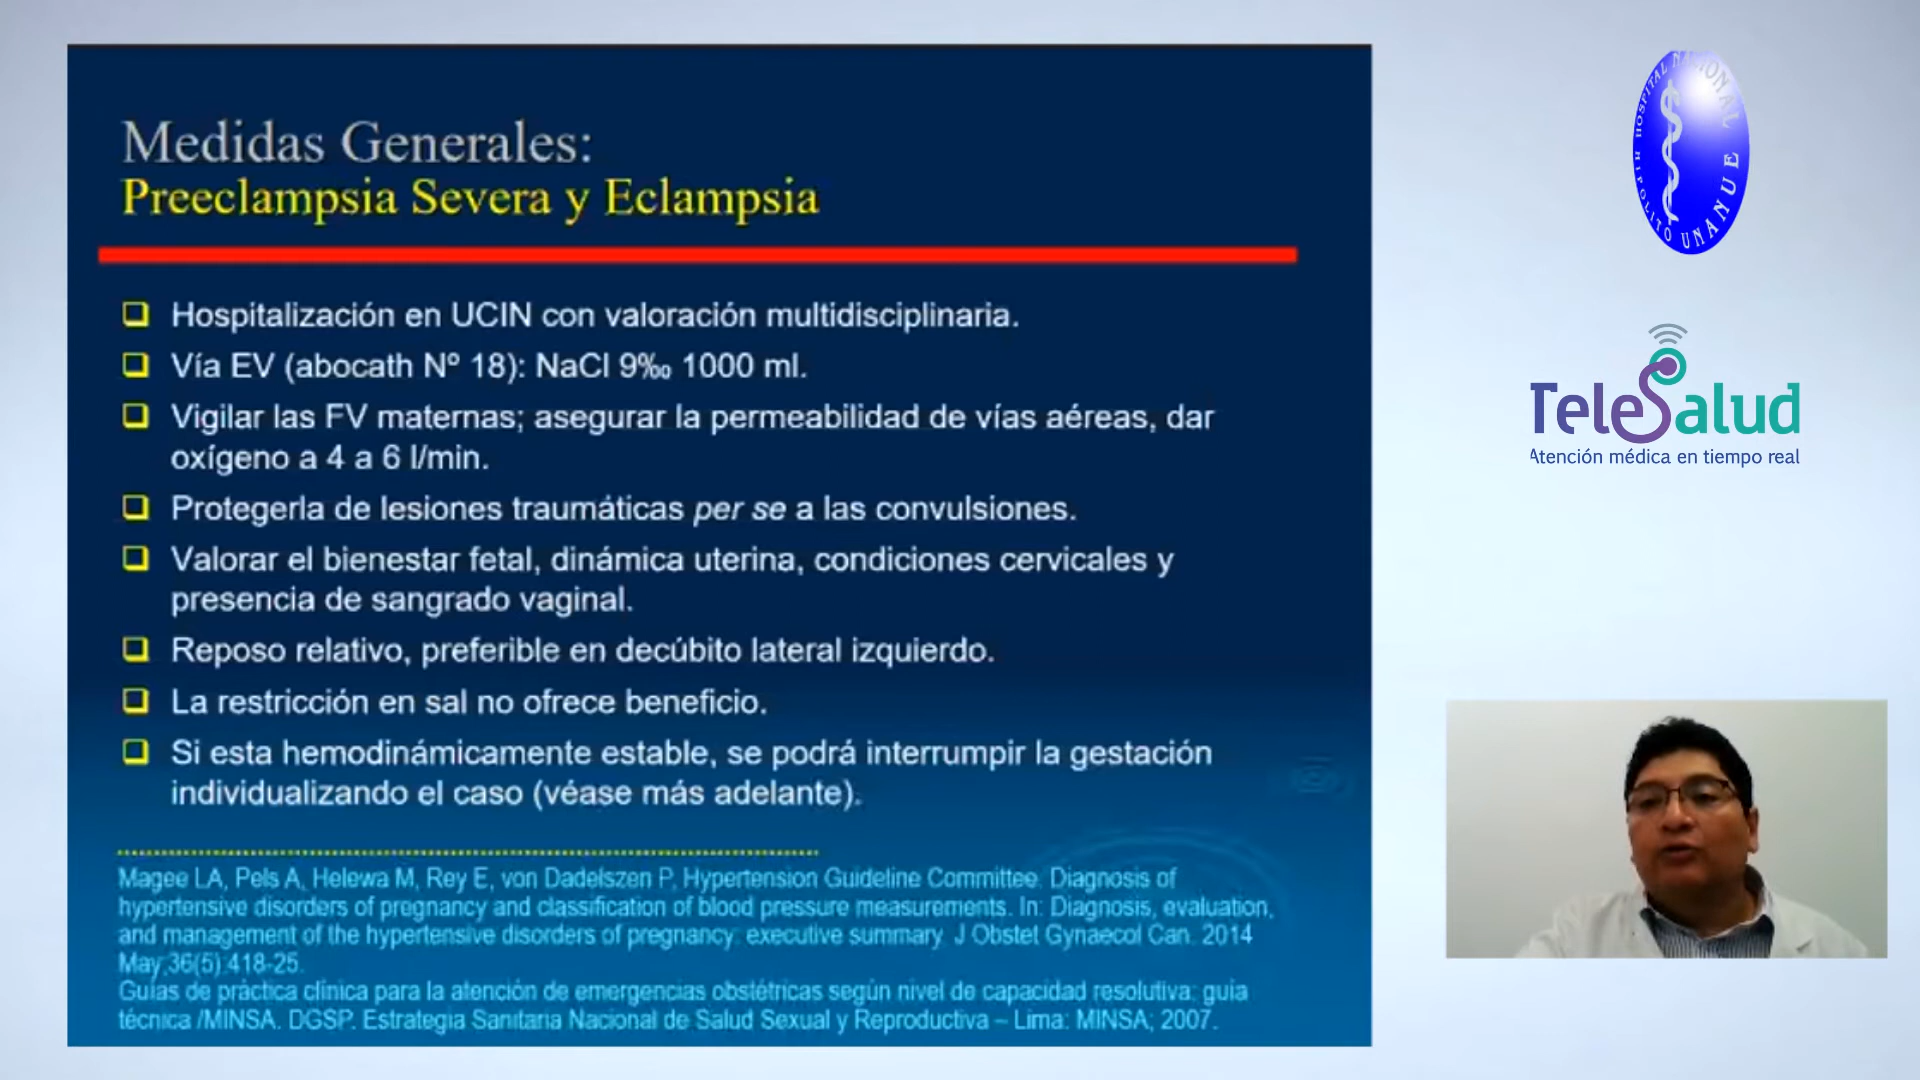 Medidas Generales:
Preeclampsia Severa y Eclampsia
Hospitalización en UCIN con valoración multidisciplinaria.
Vía EV (abocath Nº 18): NaCl 9‰ 1000 ml.
Vigilar las FV maternas; asegurar la permeabilidad de vías aéreas, dar
oxígeno a 4 a 6 l/min.
Protegerla de lesiones traumáticas per se a las convulsiones.
Valorar el bienestar fetal, dinámica uterina, condiciones cervicales y
presencia de sangrado vaginal.
Reposo relativo, preferible en decúbito lateral izquierdo.
La restricción en sal no ofrece beneficio.
Si esta hemodinámicamente estable, se podrá interrumpir la gestación
individualizando el caso (véase más adelante).
Magee LA, Pels A, Helewa M, Rey E, von Dadelszen P, Hypertension Guideline Committee. Diagnosis of
hypertensive disorders of pregnancy and classification of blood pressure measurements. In: Diagnosis, evaluation,
and management of the hypertensive disorders of pregnancy: executive summary. J Obstet Gynaecol Can. 2014
May;36(5):418-25.
Guías de práctica clínica para la atención de emergencias obstétricas según nivel de capacidad resolutiva: guía
técnica /MINSA. DGSP. Estrategia Sanitaria Nacional de Salud Sexual y Reproductiva – Lima: MINSA; 2007.
HOSPITAL NACIONAL
HIPOLITO UNANUE
TeleSalud
Atención médica en tiempo real